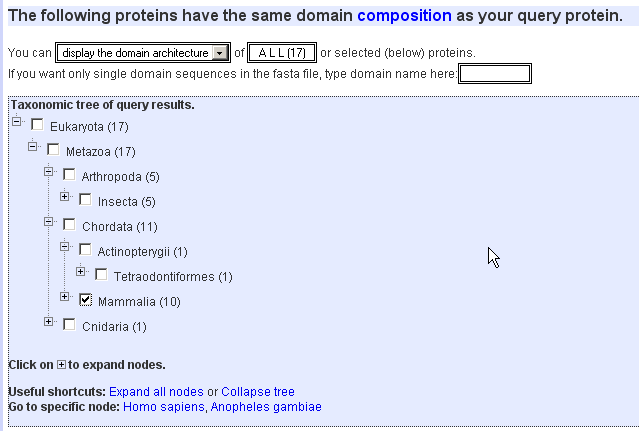 The following proteins have the same domain composition as your query protein.
You can display the domain architecture of A L L (17) or selected (below) proteins.
If you want only single domain sequences in the fasta file, type domain name here:
Taxonomic tree of query results.
Eukaryota (17)
Metazoa (17)
Arthropoda (5)
Insecta (5)
Chordata (11)
Actinopterygii (1)
Tetraodontiformes (1)
Mammalia (10)
Cnidaria (1)
Click on + to expand nodes.
Useful shortcuts: Expand all nodes or Collapse tree
Go to specific node: Homo sapiens, Anopheles gambiae